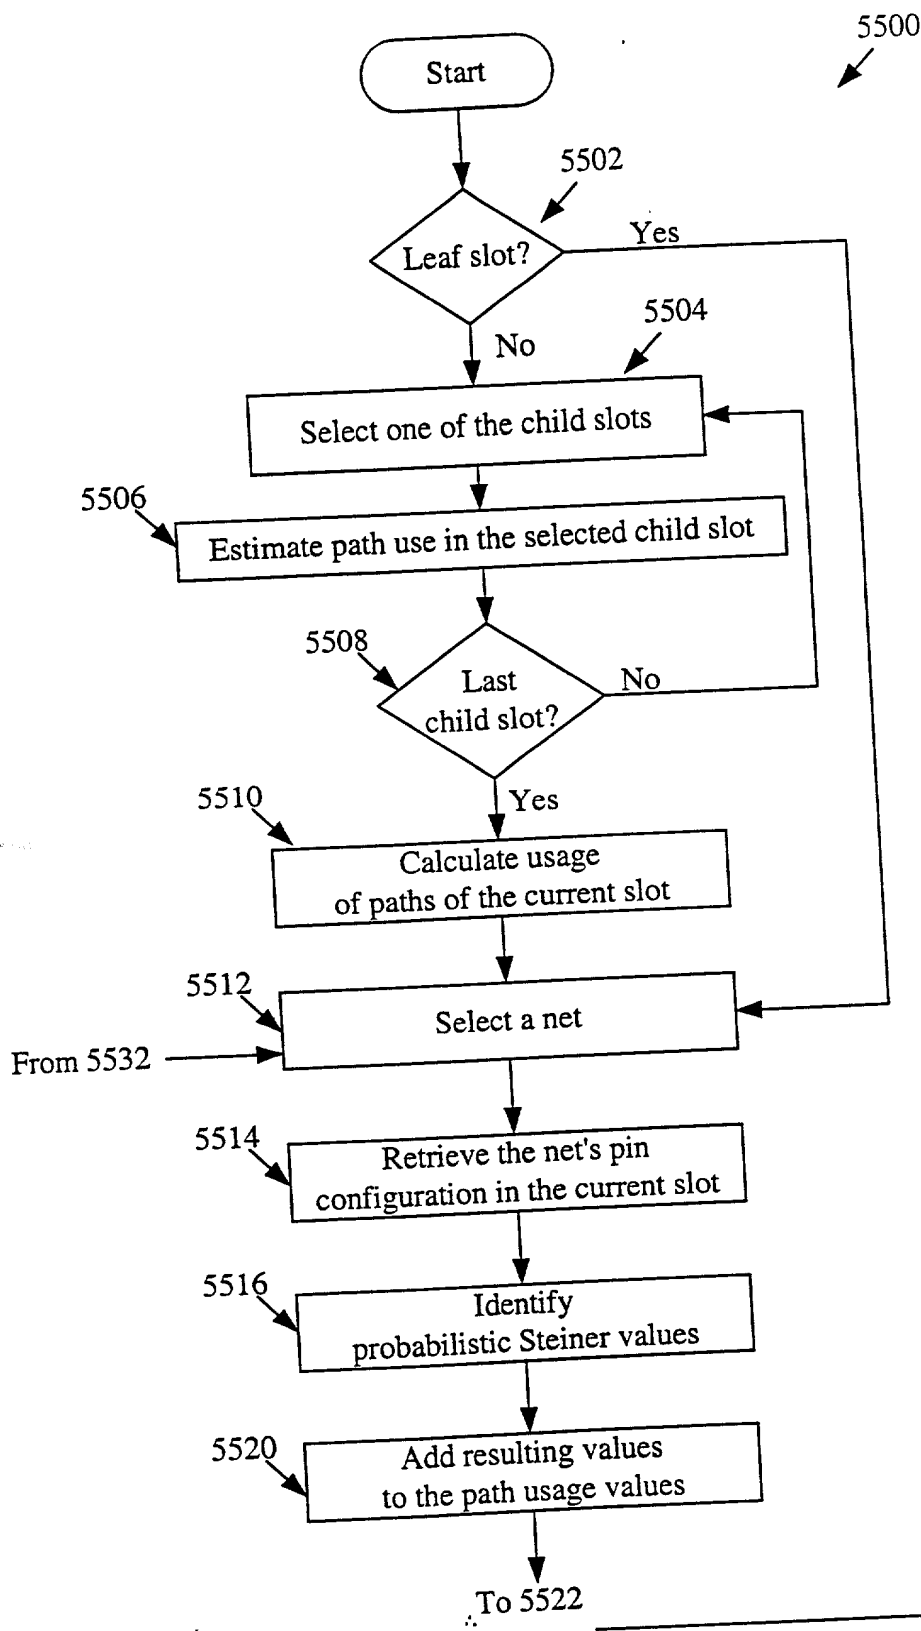 5500
Start
5502
Leaf slot?
Yes
No
5504
Select one of the child slots
5506
Estimate path use in the selected child slot
5508
Last
child slot?
No
Yes
5510
Calculate usage
of paths of the current slot
5512
Select a net
From 5532
5514
Retrieve the net's pin
configuration in the current slot
5516
Identify
probabilistic Steiner values
5520
Add resulting values
to the path usage values
To 5522